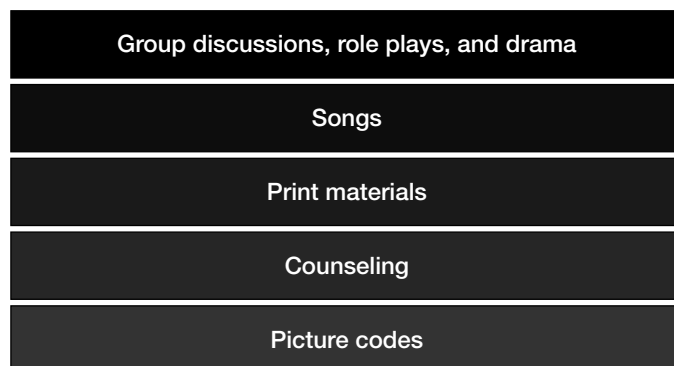 Group discussions, role plays, and drama
Songs
Print materials
Counseling
Picture codes